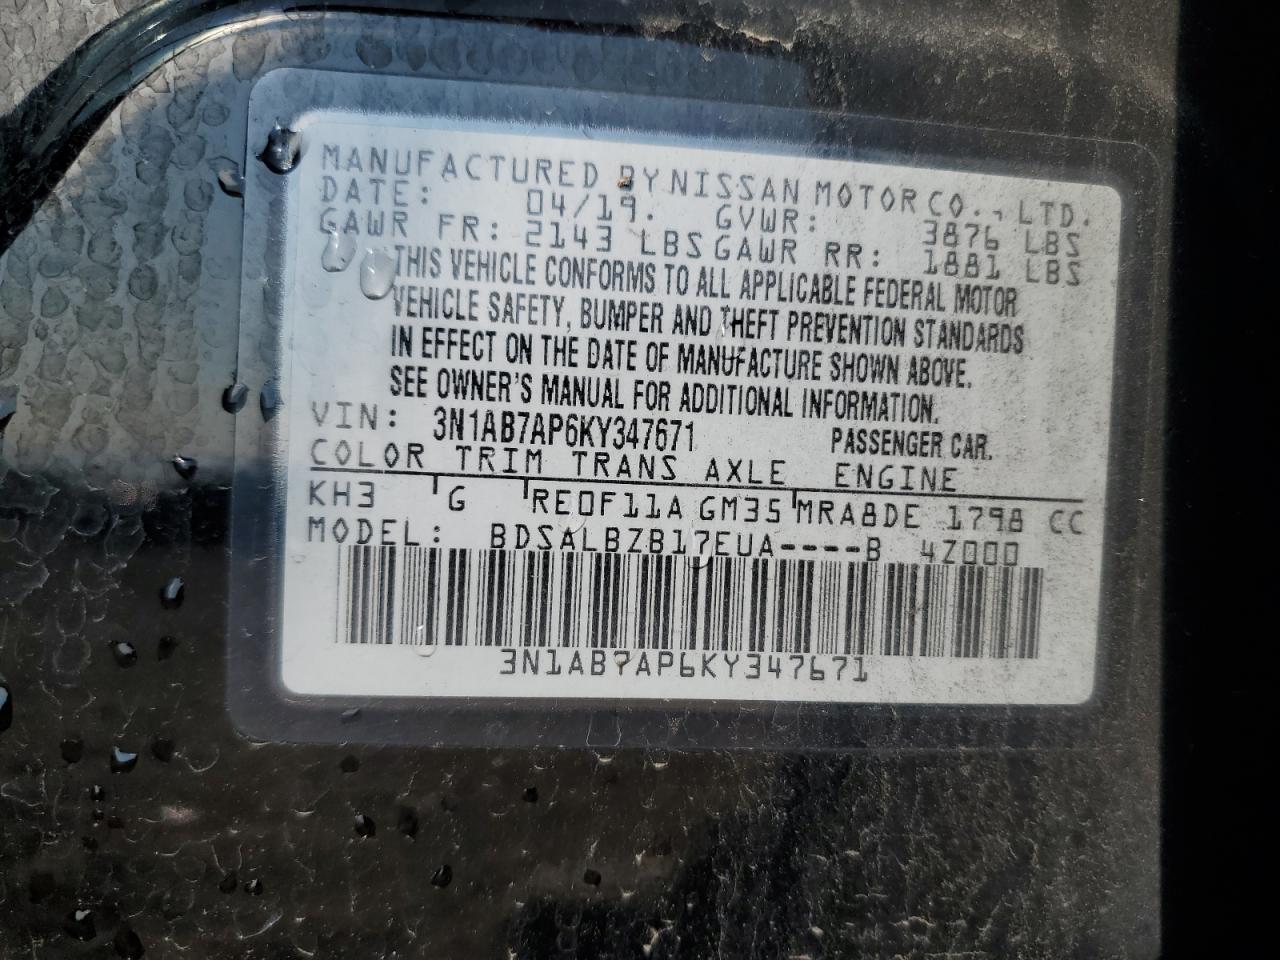 MANUFACTURED BY NISSAN MOTOR CO., LTD.
DATE: 04/19. GVWR: 3876 LBS
GAWR FR: 2143 LBS GAWR RR: 1881 LBS
THIS VEHICLE CONFORMS TO ALL APPLICABLE FEDERAL MOTOR
VEHICLE SAFETY, BUMPER AND THEFT PREVENTION STANDARDS
IN EFFECT ON THE DATE OF MANUFACTURE SHOWN ABOVE.
SEE OWNER'S MANUAL FOR ADDITIONAL INFORMATION.
VIN: 3N1AB7AP6KY347671 PASSENGER CAR.
COLOR TRIM TRANS AXLE ENGINE
KH3 G RE0F11A GM35 MRA8DE 1798 CC
MODEL: BDSALBZB17EUA----B 4Z000
3N1AB7AP6KY347671